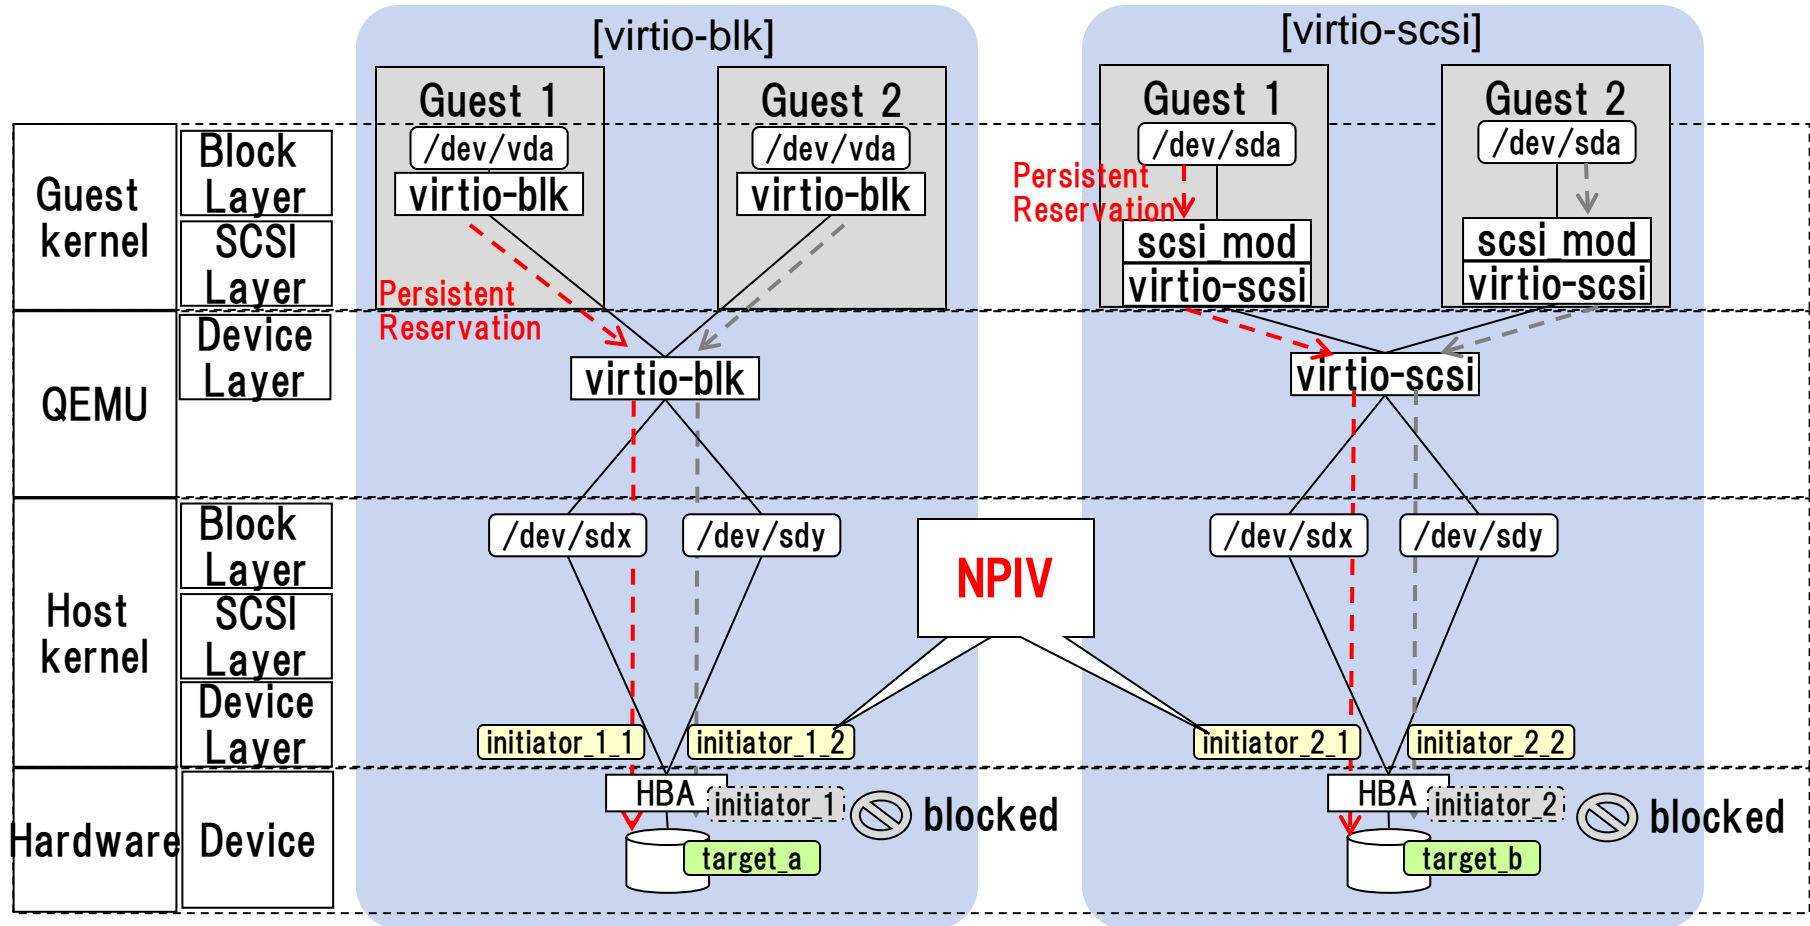 [virtio-blk]
[virtio-scsi]
Guest 1
Guest 2
Guest 1
Guest 2
/dev/vda
/dev/vda
/dev/sda
/dev/sda
virtio-blk
virtio-blk
Persistent
Reservation
scsi_mod
virtio-scsi
scsi_mod
virtio-scsi
Persistent
Reservation
Guest
kernel
Block
Layer
SCSI
Layer
QEMU
Device
Layer
virtio-blk
virtio-scsi
Host
kernel
Block
Layer
SCSI
Layer
Device
Layer
/dev/sdx
/dev/sdy
NPIV
/dev/sdx
/dev/sdy
initiator_1_1
initiator_1_2
initiator_2_1
initiator_2_2
Hardware
Device
HBA
initiator_1
blocked
HBA
initiator_2
blocked
target_a
target_b